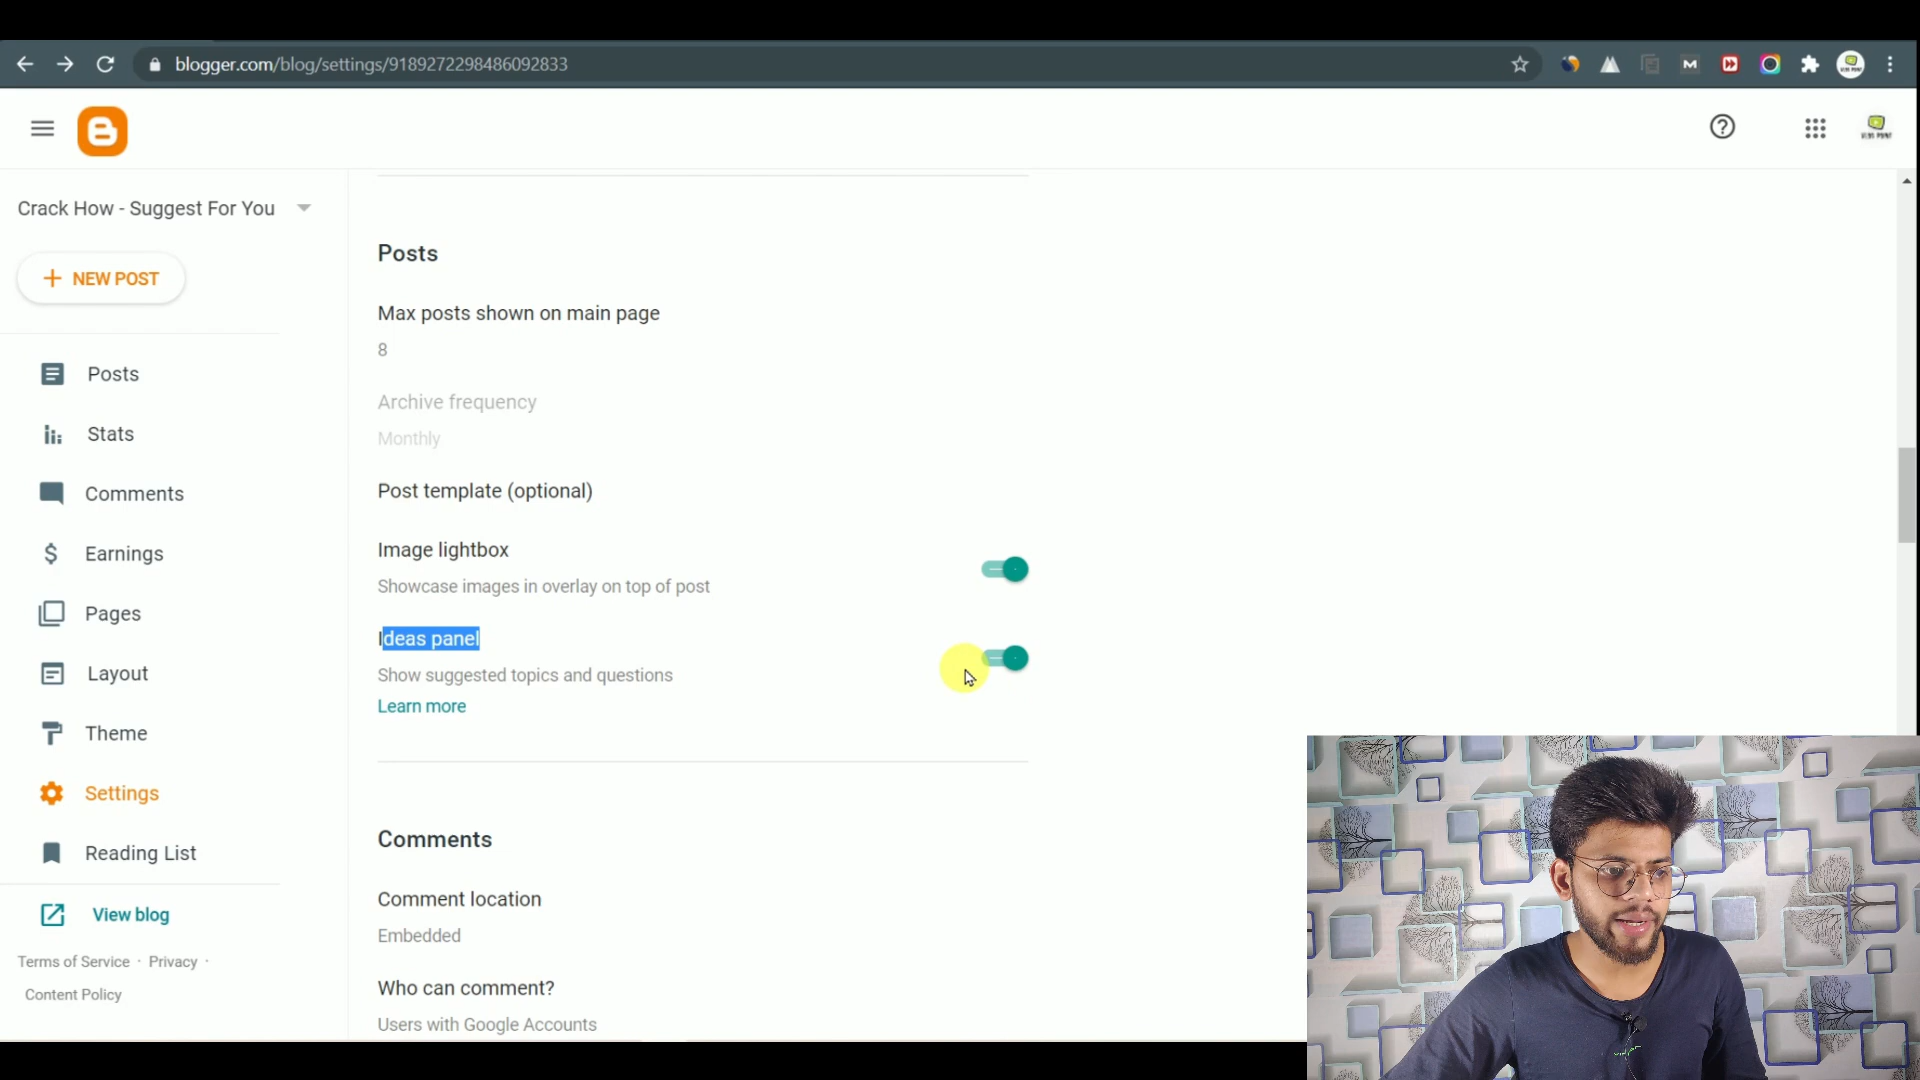 blogger.com/blog/settings/9189272298486092833
Crack How - Suggest For You
+ NEW POST
Posts
Stats
Comments
$ Earnings
Pages
Layout
Theme
Settings
Reading List
View blog
Terms of Service · Privacy ·
Content Policy
Posts
Max posts shown on main page
8
Archive frequency
Monthly
Post template (optional)
Image lightbox
Showcase images in overlay on top of post
Ideas panel
Show suggested topics and questions
Learn more
Comments
Comment location
Embedded
Who can comment?
Users with Google Accounts